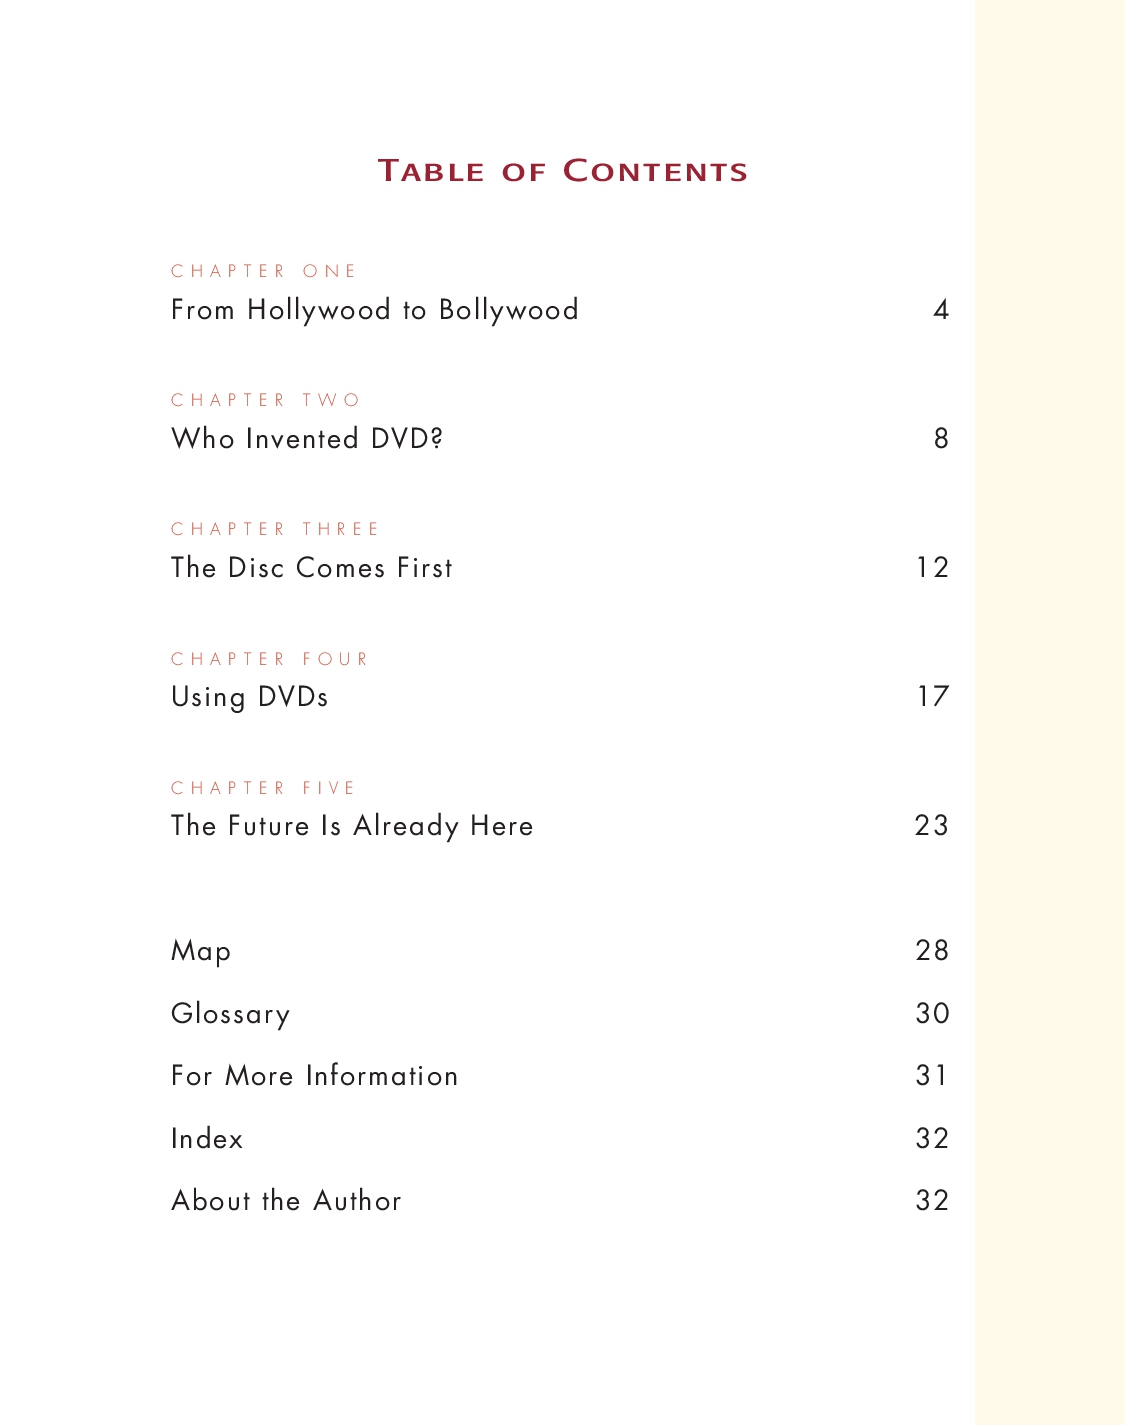 Table of Contents
CHAPTER ONE
From Hollywood to Bollywood 4
CHAPTER TWO
Who Invented DVD? 8
CHAPTER THREE
The Disc Comes First 12
CHAPTER FOUR
Using DVDs 17
CHAPTER FIVE
The Future Is Already Here 23
Map 28
Glossary 30
For More Information 31
Index 32
About the Author 32